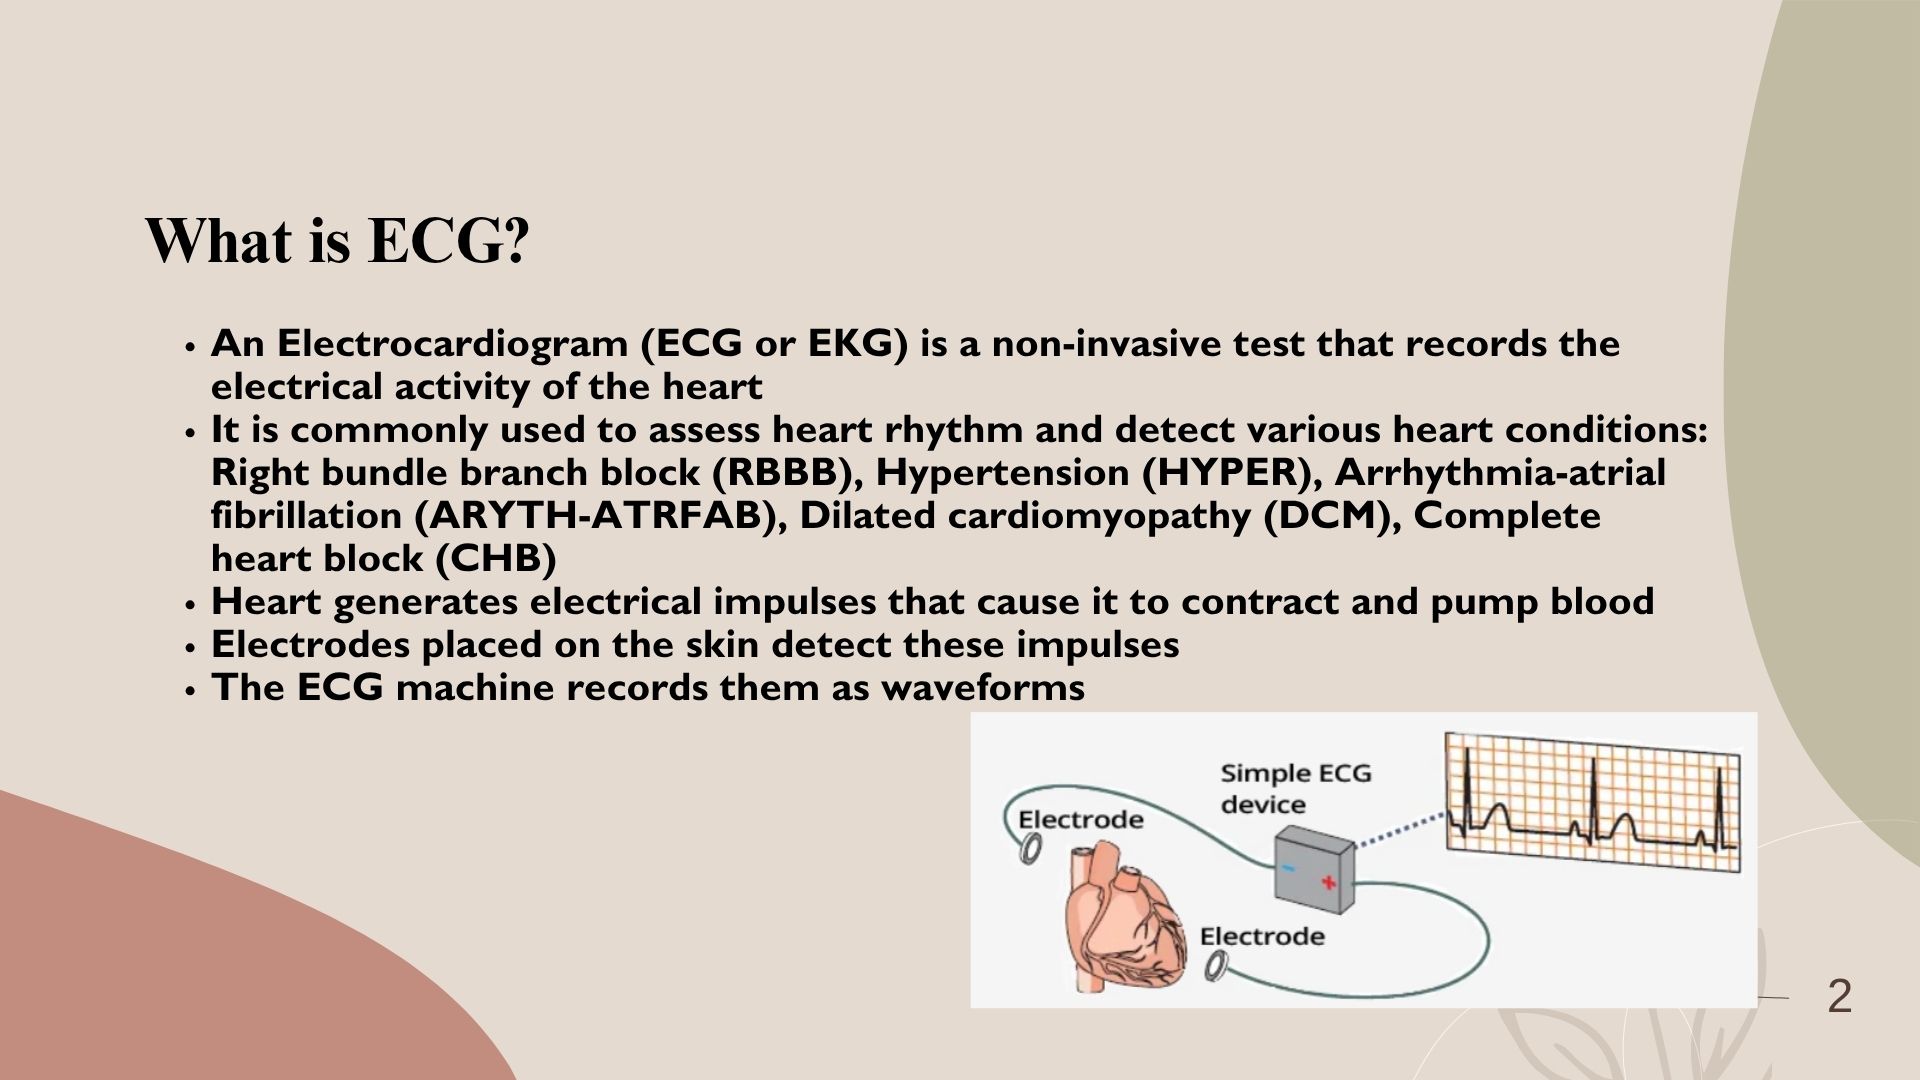 What is ECG?
• An Electrocardiogram (ECG or EKG) is a non-invasive test that records the
electrical activity of the heart
• It is commonly used to assess heart rhythm and detect various heart conditions:
Right bundle branch block (RBBB), Hypertension (HYPER), Arrhythmia-atrial
fibrillation (ARYTH-ATRFAB), Dilated cardiomyopathy (DCM), Complete
heart block (CHB)
• Heart generates electrical impulses that cause it to contract and pump blood
• Electrodes placed on the skin detect these impulses
• The ECG machine records them as waveforms
Simple ECG
device
Electrode
Electrode
2